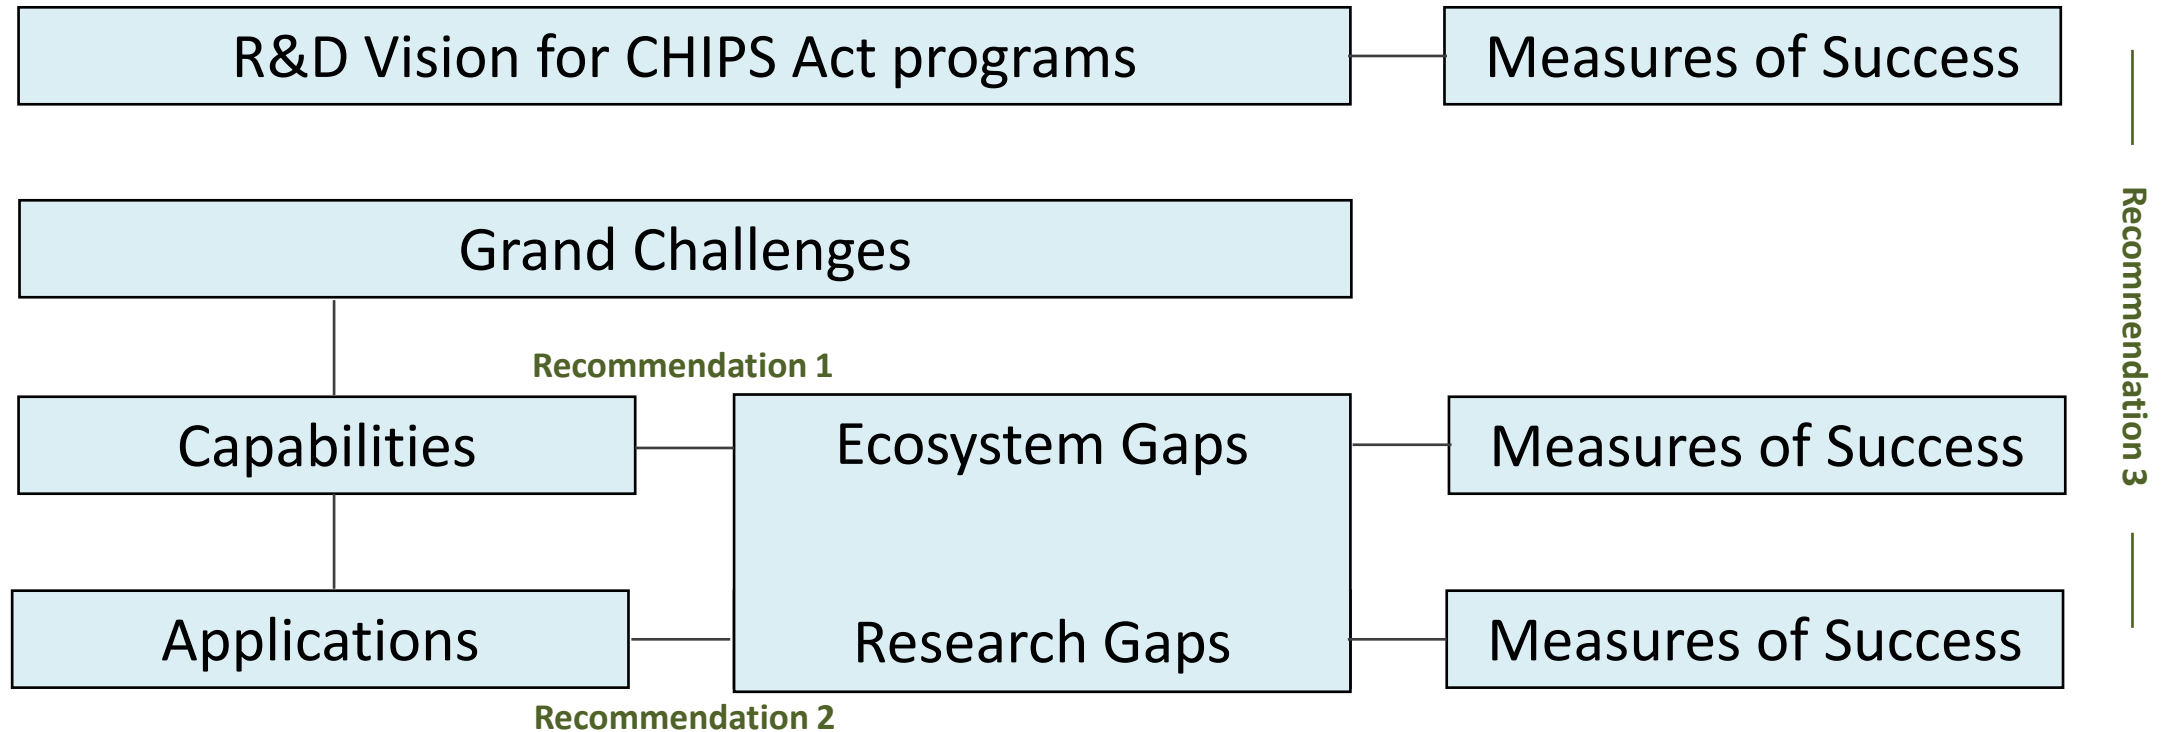 R&D Vision for CHIPS Act programs
Measures of Success
Grand Challenges
Recommendation 1
Capabilities
Ecosystem Gaps
Measures of Success
Applications
Research Gaps
Measures of Success
Recommendation 2
Recommendation 3